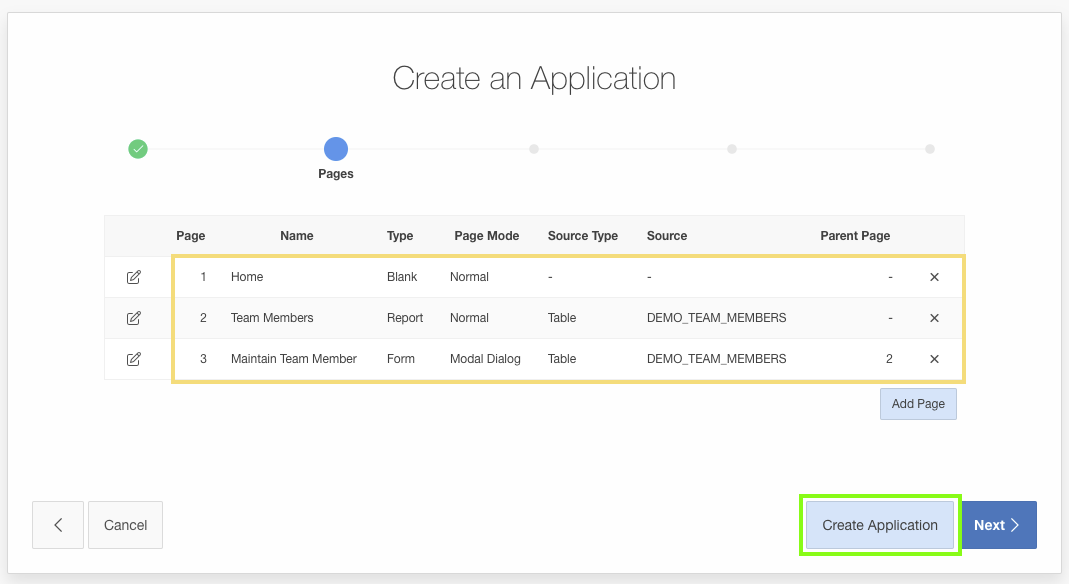 Create an Application
Pages
Page Name Type Page Mode Source Type Source Parent Page
1 Home Blank Normal - - -
2 Team Members Report Normal Table DEMO_TEAM_MEMBERS -
3 Maintain Team Member Form Modal Dialog Table DEMO_TEAM_MEMBERS 2
Add Page
Cancel Create Application Next